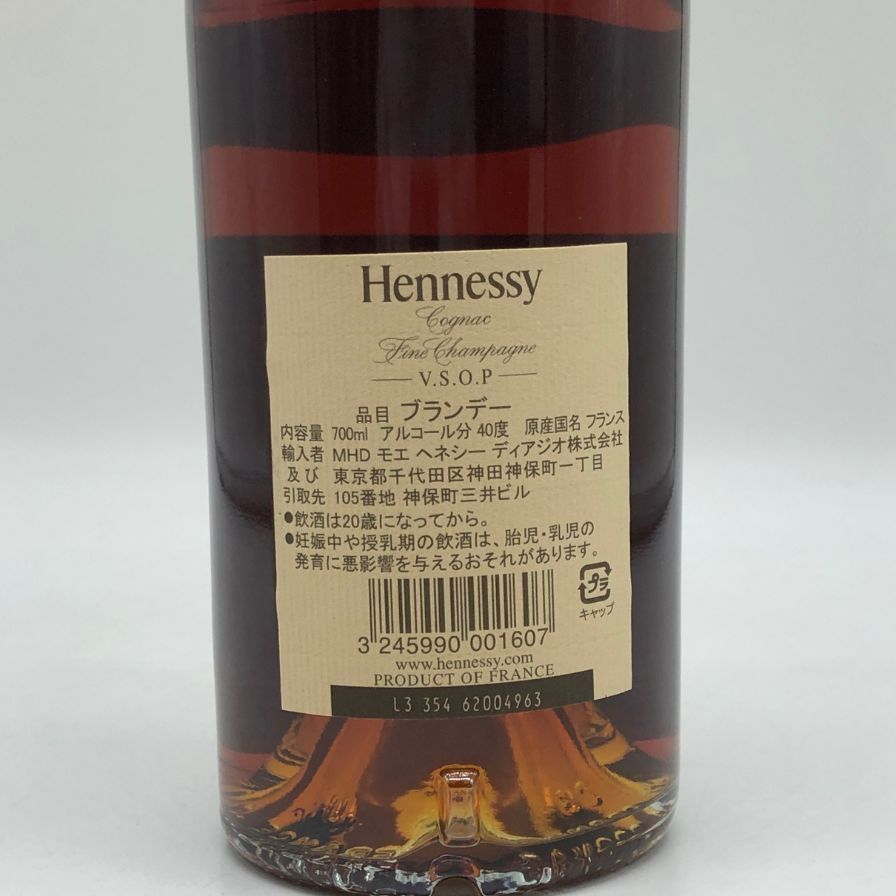 Hennessy
Cognac
Fine Champagne
V.S.O.P
品目 ブランデー
内容量 700ml アルコール分 40度 原産国名 フランス
輸入者 MHD モエ ヘネシー ディアジオ株式会社
及び 東京都千代田区神田神保町一丁目
引取先 105番地 神保町三井ビル
●飲酒は20歳になってから。
●妊娠中や授乳期の飲酒は、胎児・乳児の
発育に悪影響を与えるおそれがあります。
プラ
キャップ
3 245990 001607
www.hennessy.com
PRODUCT OF FRANCE
L3 354 62004963